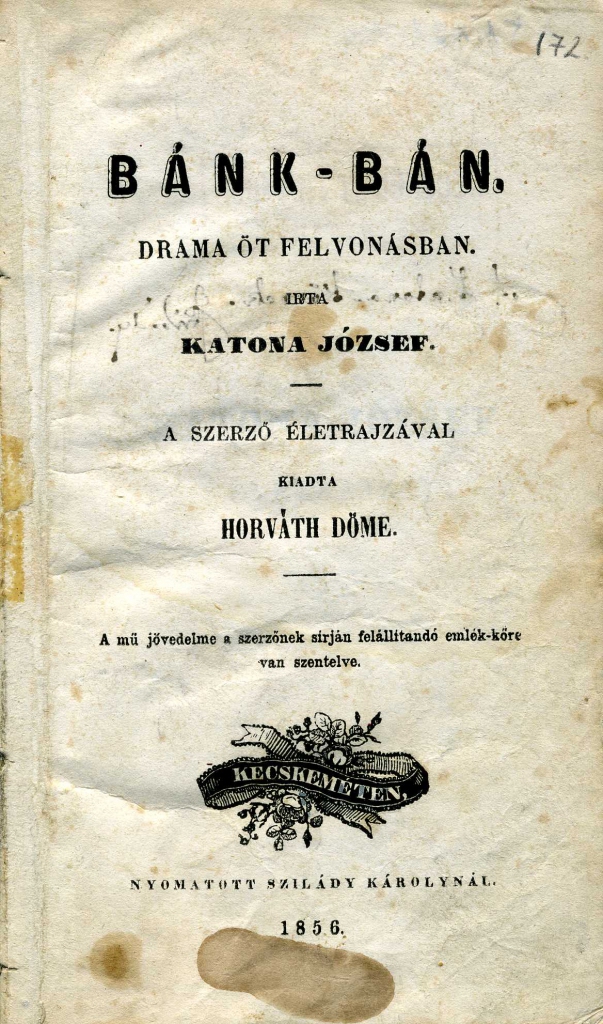 172
BÁNK-BÁN.
DRAMA ÖT FELVONÁSBAN.
IRTA
KATONA JÓZSEF.
A SZERZŐ ÉLETRAJZÁVAL
KIADTA
HORVÁTH DÖME.
A mű jövedelme a szerzőnek sirján felállítandó emlék-kőre
van szentelve.
KECSKEMÉTEN,
NYOMATOTT SZILÁDY KÁROLYNÁL.
1856.